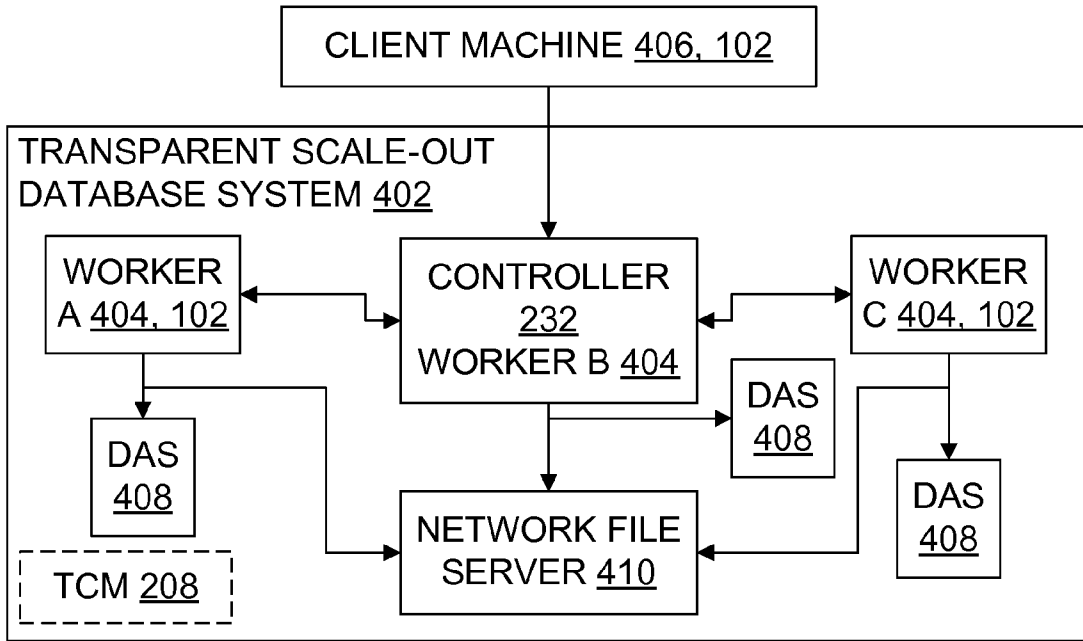 CLIENT MACHINE 406, 102
TRANSPARENT SCALE-OUT
DATABASE SYSTEM 402
WORKER
A 404, 102
CONTROLLER
232
WORKER B 404
WORKER
C 404, 102
DAS
408
DAS
408
DAS
408
NETWORK FILE
SERVER 410
TCM 208